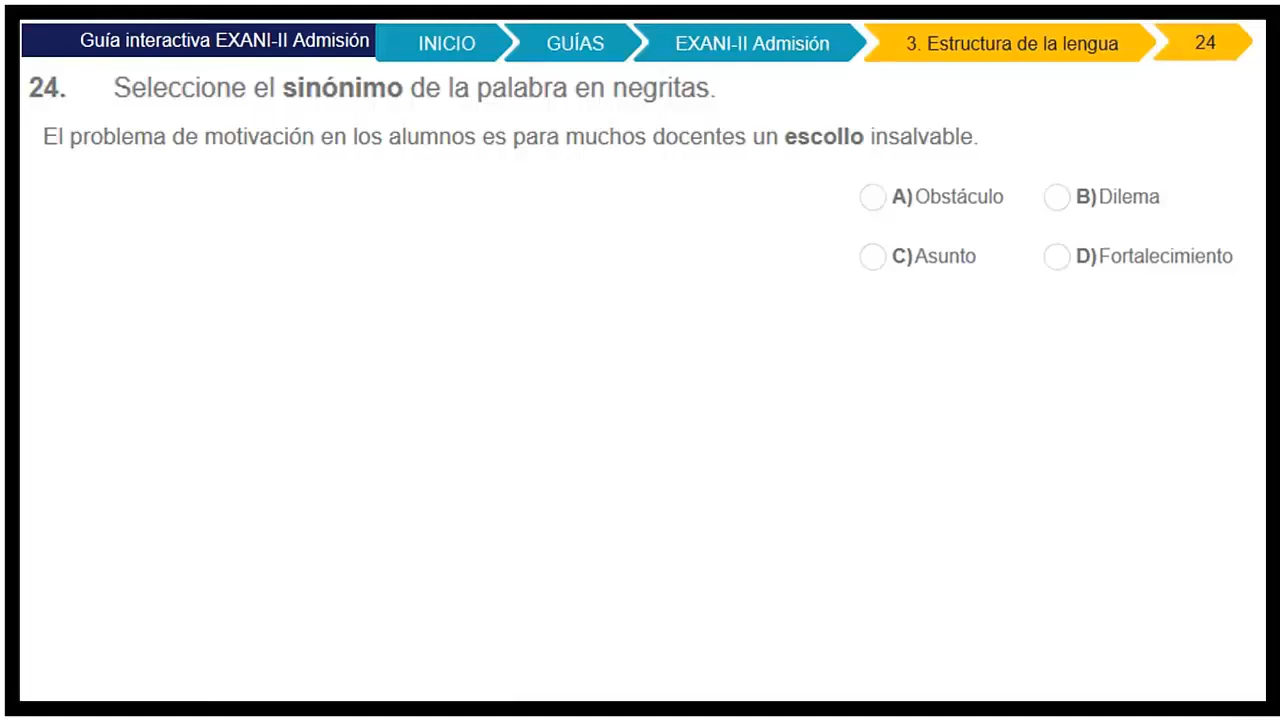 Guía interactiva EXANI-II Admisión INICIO GUÍAS EXANI-II Admisión 3. Estructura de la lengua 24
24. Seleccione el sinónimo de la palabra en negritas.
El problema de motivación en los alumnos es para muchos docentes un escollo insalvable.
A) Obstáculo B) Dilema
C) Asunto D) Fortalecimiento